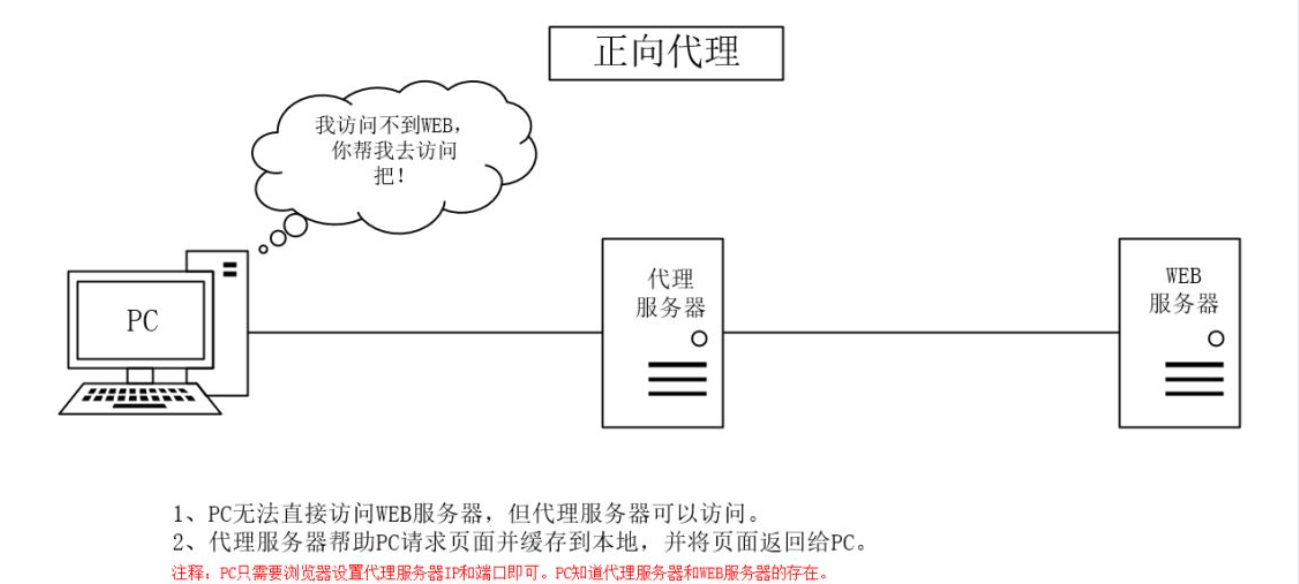 正向代理
我访问不到WEB，
你帮我去访问
把！
PC
代理
服务器
WEB
服务器
1、PC无法直接访问WEB服务器，但代理服务器可以访问。
2、代理服务器帮助PC请求页面并缓存到本地，并将页面返回给PC。
注释：PC只需要浏览器设置代理服务器IP和端口即可。PC知道代理服务器和WEB服务器的存在。